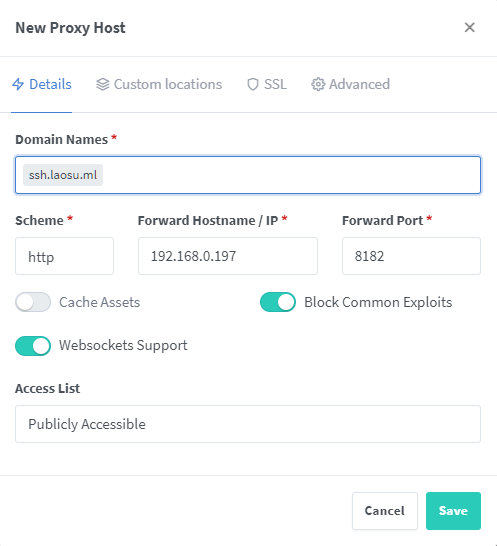 New Proxy Host
Details Custom locations SSL Advanced
Domain Names *
ssh.laosu.ml
Scheme * Forward Hostname / IP * Forward Port *
http 192.168.0.197 8182
Cache Assets Block Common Exploits
Websockets Support
Access List
Publicly Accessible
Cancel Save